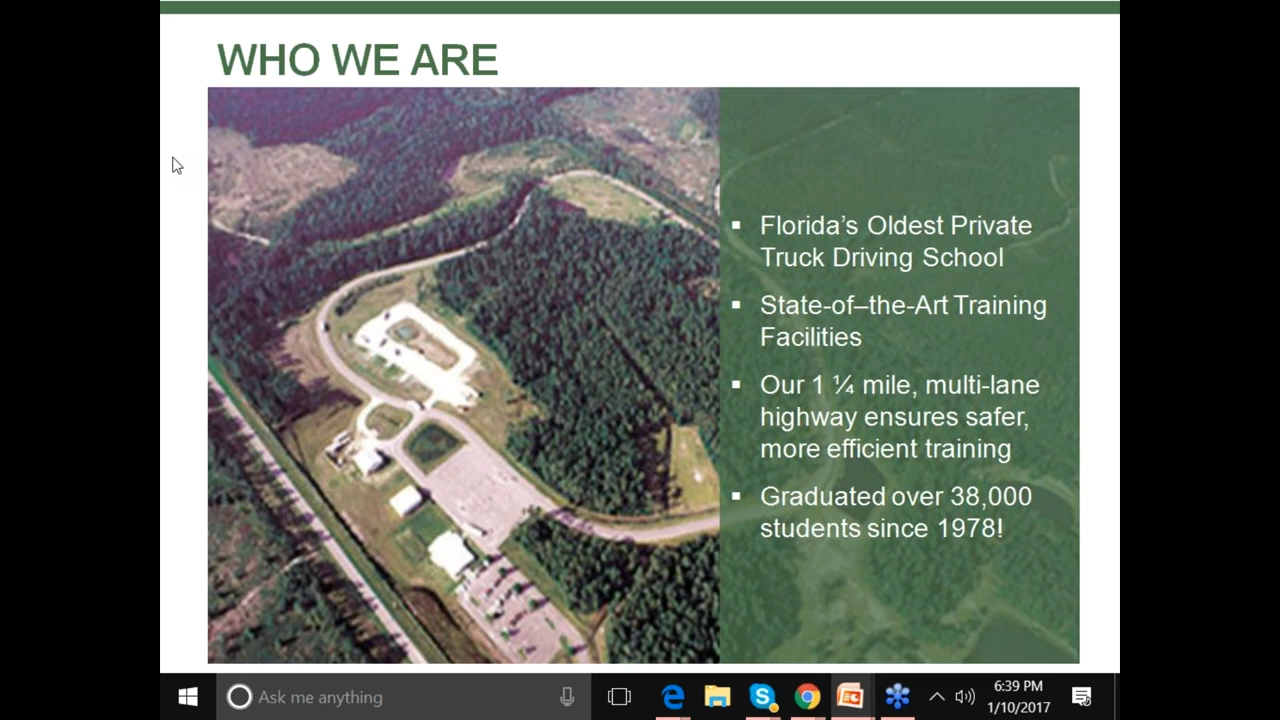 WHO WE ARE
▪ Florida’s Oldest Private
Truck Driving School
▪ State-of–the-Art Training
Facilities
▪ Our 1 ¼ mile, multi-lane
highway ensures safer,
more efficient training
▪ Graduated over 38,000
students since 1978!
Ask me anything
6:39 PM
1/10/2017